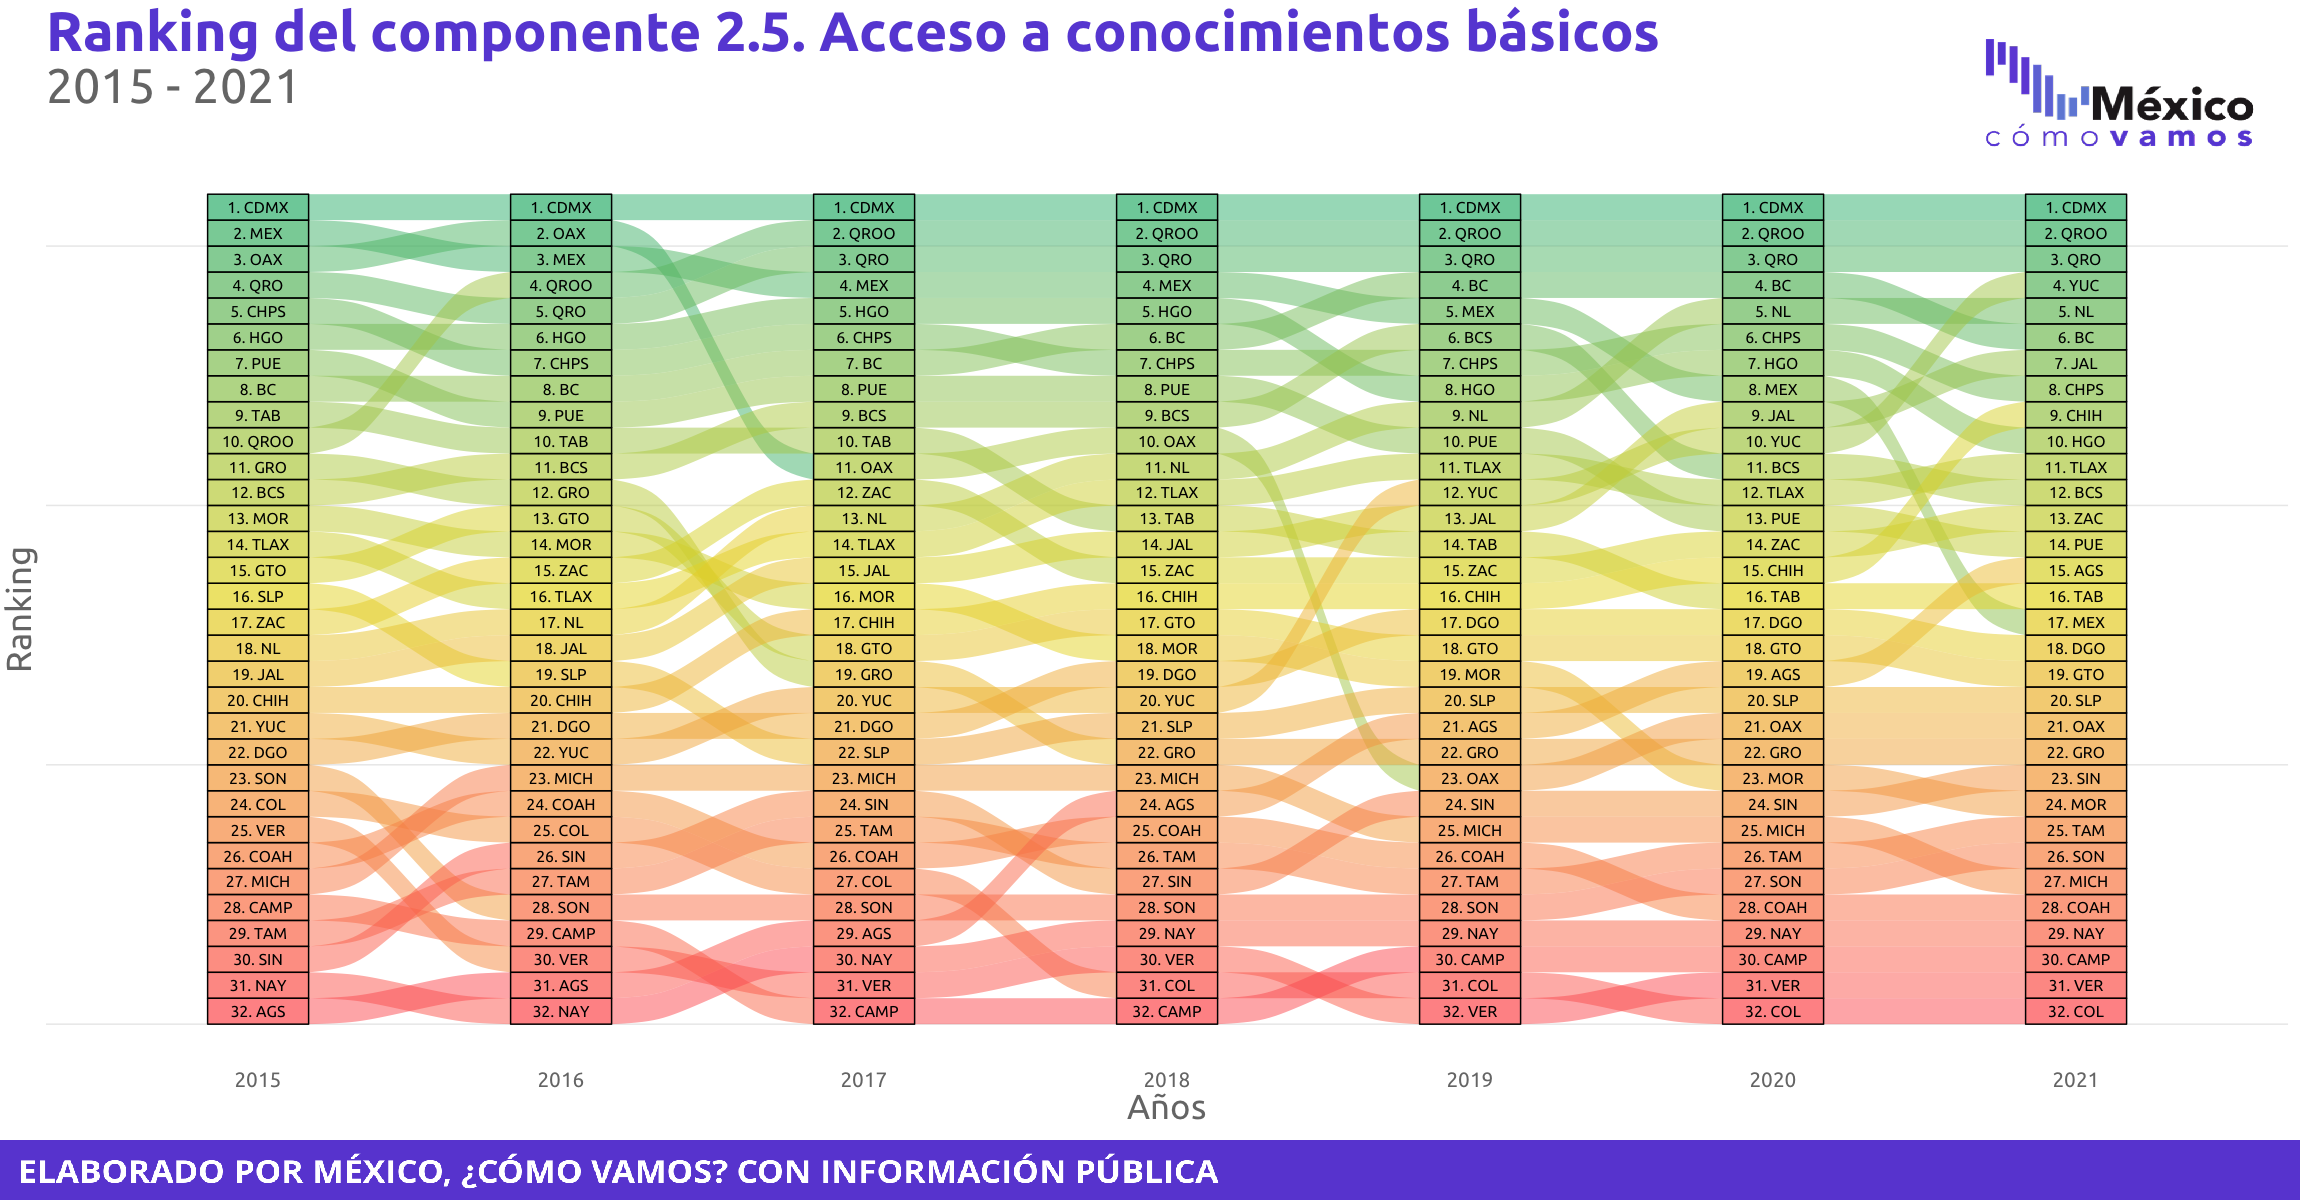 Ranking del componente 2.5. Acceso a conocimientos básicos
2015 - 2021
México
cómovamos
Ranking
1. CDMX 1. CDMX 1. CDMX 1. CDMX 1. CDMX 1. CDMX 1. CDMX
2. MEX 2. OAX 2. QROO 2. QROO 2. QROO 2. QROO 2. QROO
3. OAX 3. MEX 3. QRO 3. QRO 3. QRO 3. QRO 3. QRO
4. QRO 4. QROO 4. MEX 4. MEX 4. BC 4. BC 4. YUC
5. CHPS 5. QRO 5. HGO 5. HGO 5. MEX 5. NL 5. NL
6. HGO 6. HGO 6. CHPS 6. BC 6. BCS 6. CHPS 6. BC
7. PUE 7. CHPS 7. BC 7. CHPS 7. CHPS 7. HGO 7. JAL
8. BC 8. BC 8. PUE 8. PUE 8. HGO 8. MEX 8. CHPS
9. TAB 9. PUE 9. BCS 9. BCS 9. NL 9. JAL 9. CHIH
10. QROO 10. TAB 10. TAB 10. OAX 10. PUE 10. YUC 10. HGO
11. GRO 11. BCS 11. OAX 11. NL 11. TLAX 11. BCS 11. TLAX
12. BCS 12. GRO 12. ZAC 12. TLAX 12. YUC 12. TLAX 12. BCS
13. MOR 13. GTO 13. NL 13. TAB 13. JAL 13. PUE 13. ZAC
14. TLAX 14. MOR 14. TLAX 14. JAL 14. TAB 14. ZAC 14. PUE
15. GTO 15. ZAC 15. JAL 15. ZAC 15. ZAC 15. CHIH 15. AGS
16. SLP 16. TLAX 16. MOR 16. CHIH 16. CHIH 16. TAB 16. TAB
17. ZAC 17. NL 17. CHIH 17. GTO 17. DGO 17. DGO 17. MEX
18. NL 18. JAL 18. GTO 18. MOR 18. GTO 18. GTO 18. DGO
19. JAL 19. SLP 19. GRO 19. DGO 19. MOR 19. AGS 19. GTO
20. CHIH 20. CHIH 20. YUC 20. YUC 20. SLP 20. SLP 20. SLP
21. YUC 21. DGO 21. DGO 21. SLP 21. AGS 21. OAX 21. OAX
22. DGO 22. YUC 22. SLP 22. GRO 22. GRO 22. GRO 22. GRO
23. SON 23. MICH 23. MICH 23. MICH 23. OAX 23. MOR 23. SIN
24. COL 24. COAH 24. SIN 24. AGS 24. SIN 24. SIN 24. MOR
25. VER 25. COL 25. TAM 25. COAH 25. MICH 25. MICH 25. TAM
26. COAH 26. SIN 26. COAH 26. TAM 26. COAH 26. TAM 26. SON
27. MICH 27. TAM 27. COL 27. SIN 27. TAM 27. SON 27. MICH
28. CAMP 28. SON 28. SON 28. SON 28. SON 28. COAH 28. COAH
29. TAM 29. CAMP 29. AGS 29. NAY 29. NAY 29. NAY 29. NAY
30. SIN 30. VER 30. NAY 30. VER 30. CAMP 30. CAMP 30. CAMP
31. NAY 31. AGS 31. VER 31. COL 31. COL 31. VER 31. VER
32. AGS 32. NAY 32. CAMP 32. CAMP 32. VER 32. COL 32. COL
2015 2016 2017 2018 2019 2020 2021
Años
ELABORADO POR MÉXICO, ¿CÓMO VAMOS? CON INFORMACIÓN PÚBLICA